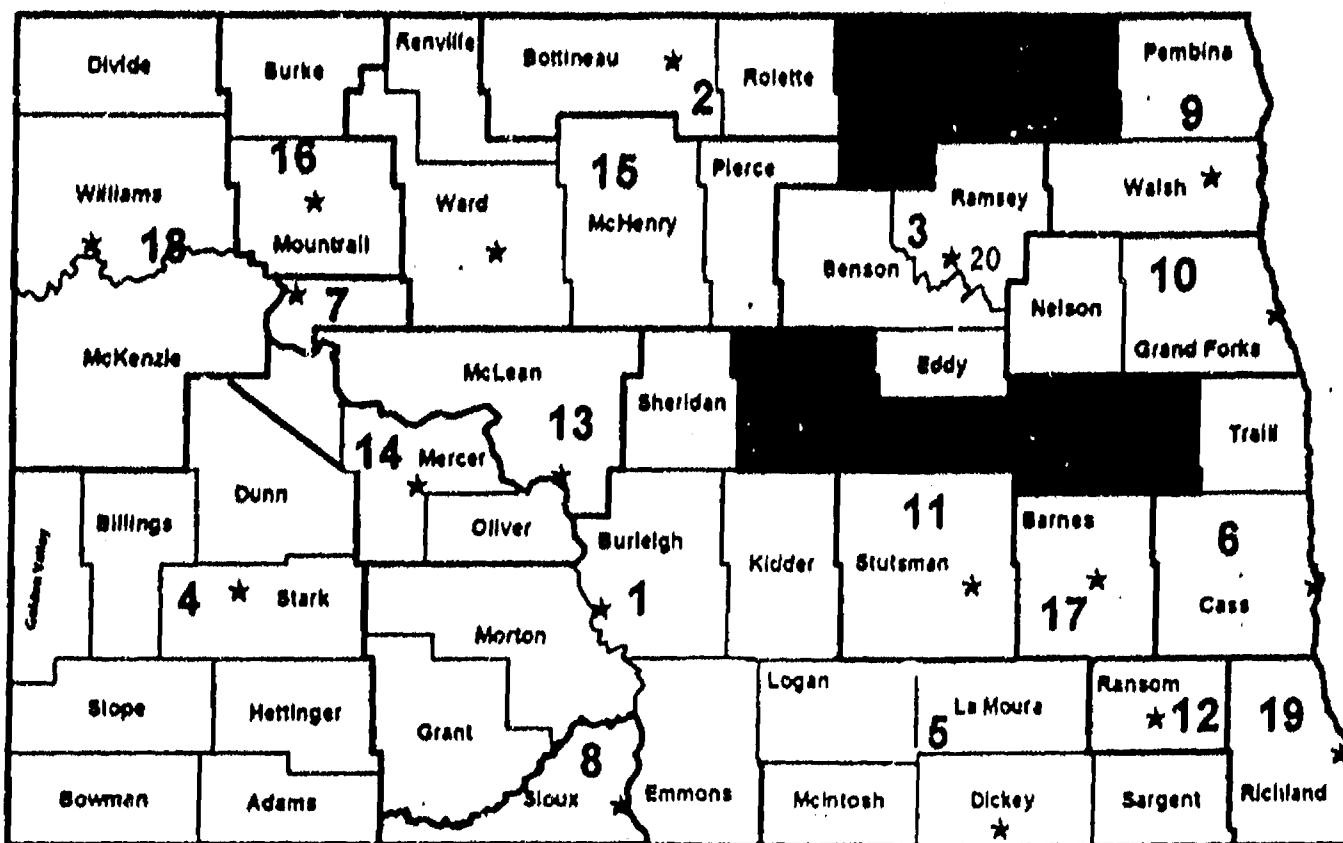 Divide
Burke
Renville
Bottineau
2
Rolette
Pembina
9
Williams
18
16
Mountrail
Ward
15
McHenry
Pierce
3
Ramsey
20
Benson
Walsh
Nelson
10
Grand Forks
McKenzie
7
McLean
13
Sheridan
Eddy
Traill
Golden Valley
Billings
Dunn
14
Mercer
Oliver
Burleigh
1
Kidder
11
Stutsman
Barnes
17
6
Cass
4
Stark
Morton
Slope
Hettinger
Grant
8
Sioux
Emmons
Logan
5
La Moura
Ransom
12
19
Richland
Bowman
Adams
McIntosh
Dickey
Sargent